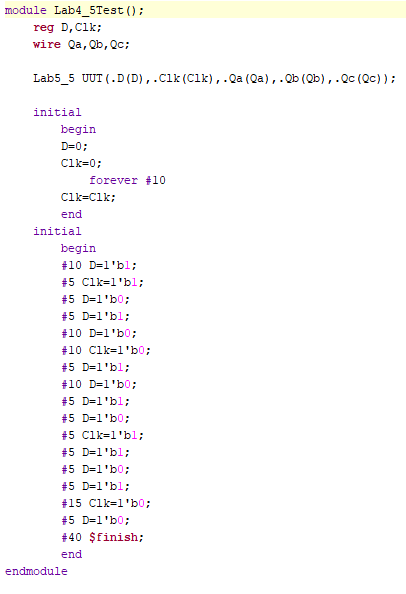 module Lab4_5Test();
reg D,Clk;
wire Qa,Qb,Qc;
Lab5_5 UUT(.D(D),.Clk(Clk),.Qa(Qa),.Qb(Qb),.Qc(Qc));
initial
begin
D=0;
Clk=0;
forever #10
Clk=Clk;
end
initial
begin
#10 D=1'b1;
#5 Clk=1'b1;
#5 D=1'b0;
#5 D=1'b1;
#10 D=1'b0;
#10 Clk=1'b0;
#5 D=1'b1;
#10 D=1'b0;
#5 D=1'b1;
#5 D=1'b0;
#5 Clk=1'b1;
#5 D=1'b1;
#5 D=1'b0;
#5 D=1'b1;
#15 Clk=1'b0;
#5 D=1'b0;
#40 $finish;
end
endmodule